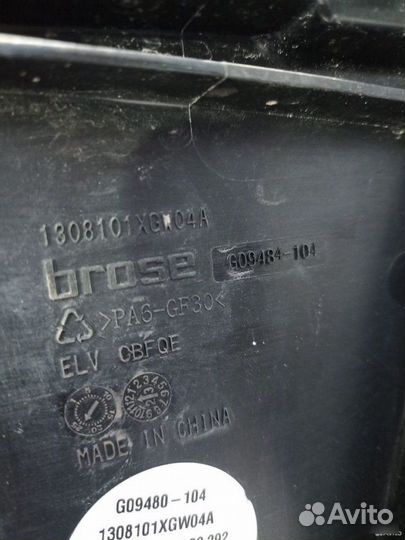 1308101XGW04A
brose G09484-104
>PA6-GF30<
ELV CBFQE
MADE IN CHINA
G09480-104
1308101XGW04A
Avito